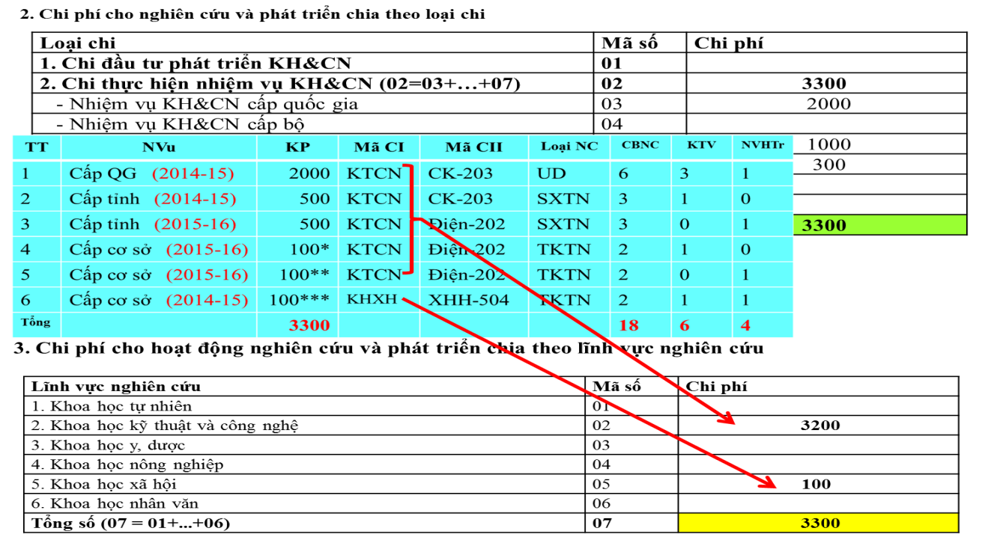 2. Chi phí cho nghiên cứu và phát triển chia theo loại chi
Loại chi Mã số Chi phí
1. Chi đầu tư phát triển KH&CN 01
2. Chi thực hiện nhiệm vụ KH&CN (02=03+...+07) 02 3300
- Nhiệm vụ KH&CN cấp quốc gia 03 2000
- Nhiệm vụ KH&CN cấp bộ 04
1000
300
3300
TT NVu KP Mã CI Mã CII Loại NC CBNC KTV NVHTr
1 Cấp QG (2014-15) 2000 KTCN CK-203 UD 6 3 1
2 Cấp tỉnh (2014-15) 500 KTCN CK-203 SXTN 3 1 0
3 Cấp tỉnh (2015-16) 500 KTCN Điện-202 SXTN 3 0 1
4 Cấp cơ sở (2015-16) 100* KTCN Điện-202 TKTN 2 1 0
5 Cấp cơ sở (2015-16) 100** KTCN Điện-202 TKTN 2 0 1
6 Cấp cơ sở (2014-15) 100*** KHXH XHH-504 TKTN 2 1 1
Tổng 3300 18 6 4
3. Chi phí cho hoạt động nghiên cứu và phát triển chia theo lĩnh vực nghiên cứu
Lĩnh vực nghiên cứu Mã số Chi phí
1. Khoa học tự nhiên 01
2. Khoa học kỹ thuật và công nghệ 02 3200
3. Khoa học y, dược 03
4. Khoa học nông nghiệp 04
5. Khoa học xã hội 05 100
6. Khoa học nhân văn 06
Tổng số (07 = 01+...+06) 07 3300